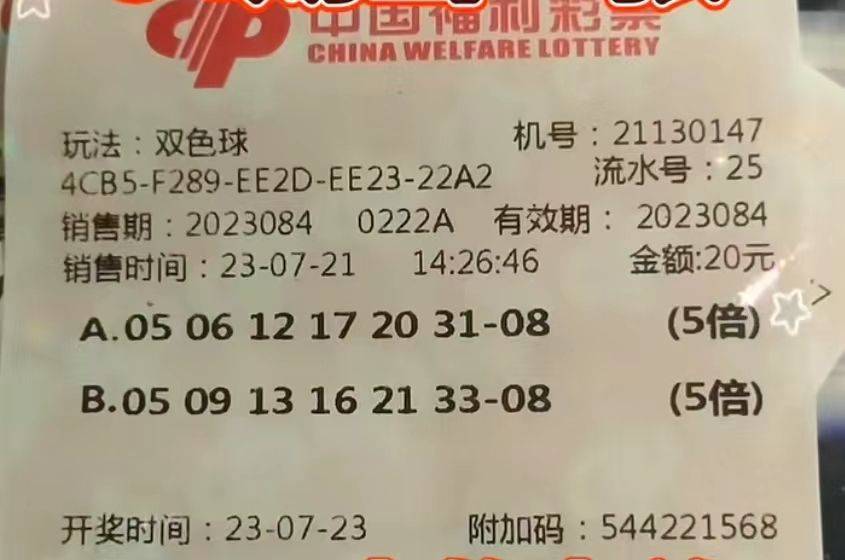 中国福利彩票
CHINA WELFARE LOTTERY
玩法：双色球 机号：21130147
4CB5-F289-EE2D-EE23-22A2 流水号：25
销售期：2023084 0222A 有效期：2023084
销售时间：23-07-21 14:26:46 金额:20元
A.05 06 12 17 20 31-08 (5倍)
B.05 09 13 16 21 33-08 (5倍)
开奖时间：23-07-23 附加码：544221568